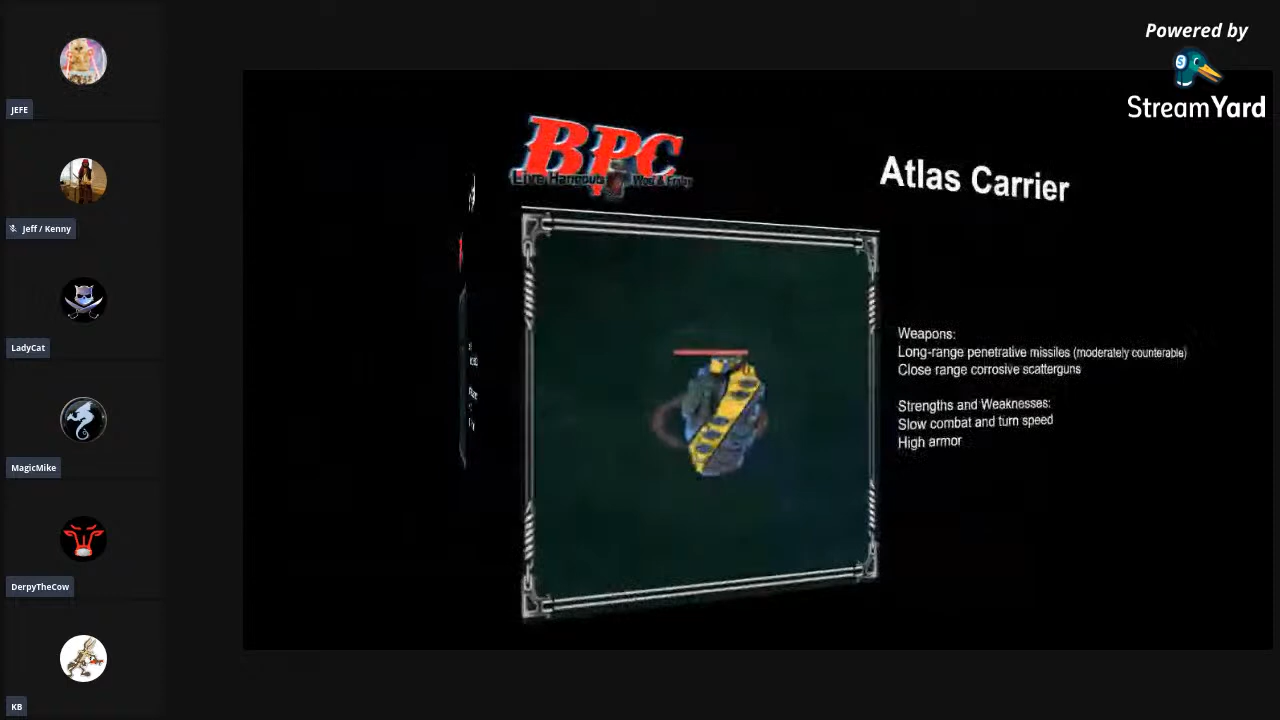 Powered by
StreamYard
JEFE
Jeff / Kenny
LadyCat
MagicMike
DerpyTheCow
KB
BPC
Atlas Carrier
Weapons:
Long-range penetrative missiles (moderately counterable)
Close range corrosive scatterguns
Strengths and Weaknesses:
Slow combat and turn speed
High armor